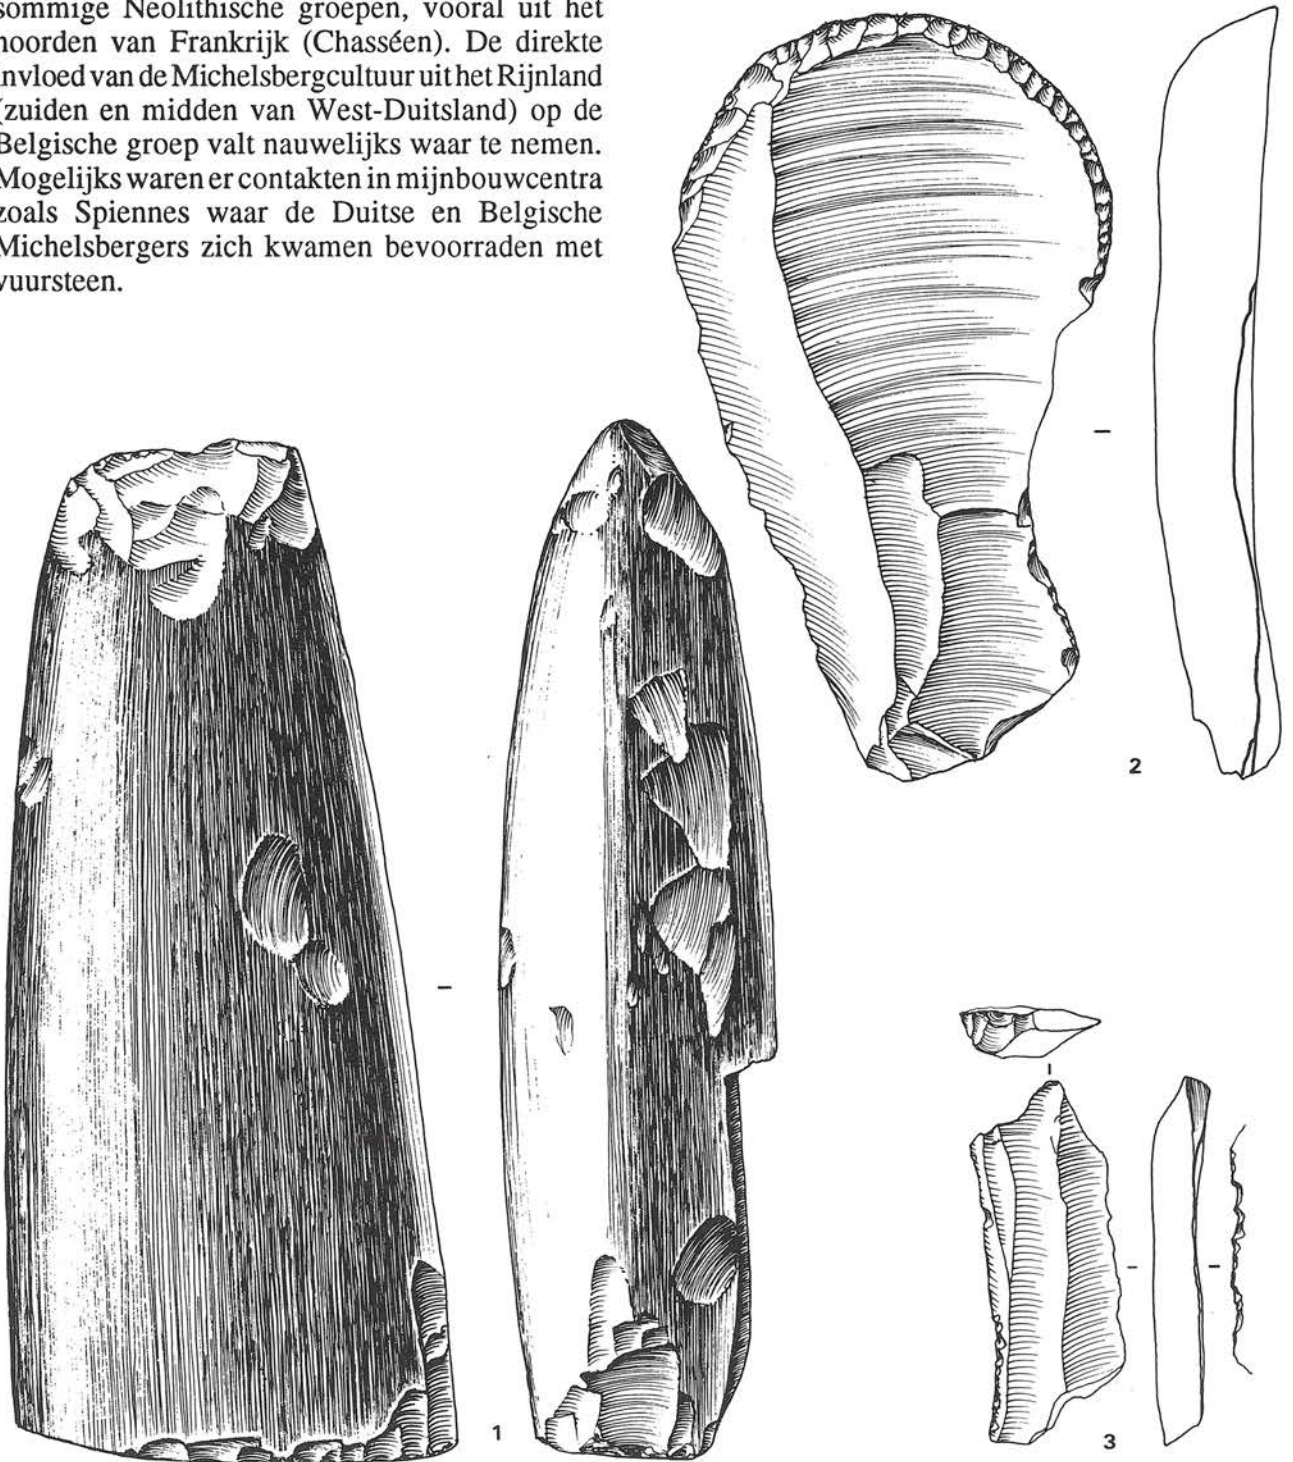 sommige Neolithische groepen, vooral uit het
noorden van Frankrijk (Chasséen). De direkte
invloed van de Michelsbergcultuur uit het Rijnland
(zuiden en midden van West-Duitsland) op de
Belgische groep valt nauwelijks waar te nemen.
Mogelijks waren er contakten in mijnbouwcentra
zoals Spiennes waar de Duitse en Belgische
Michelsbergers zich kwamen bevoorraden met
vuursteen.
2
1
3